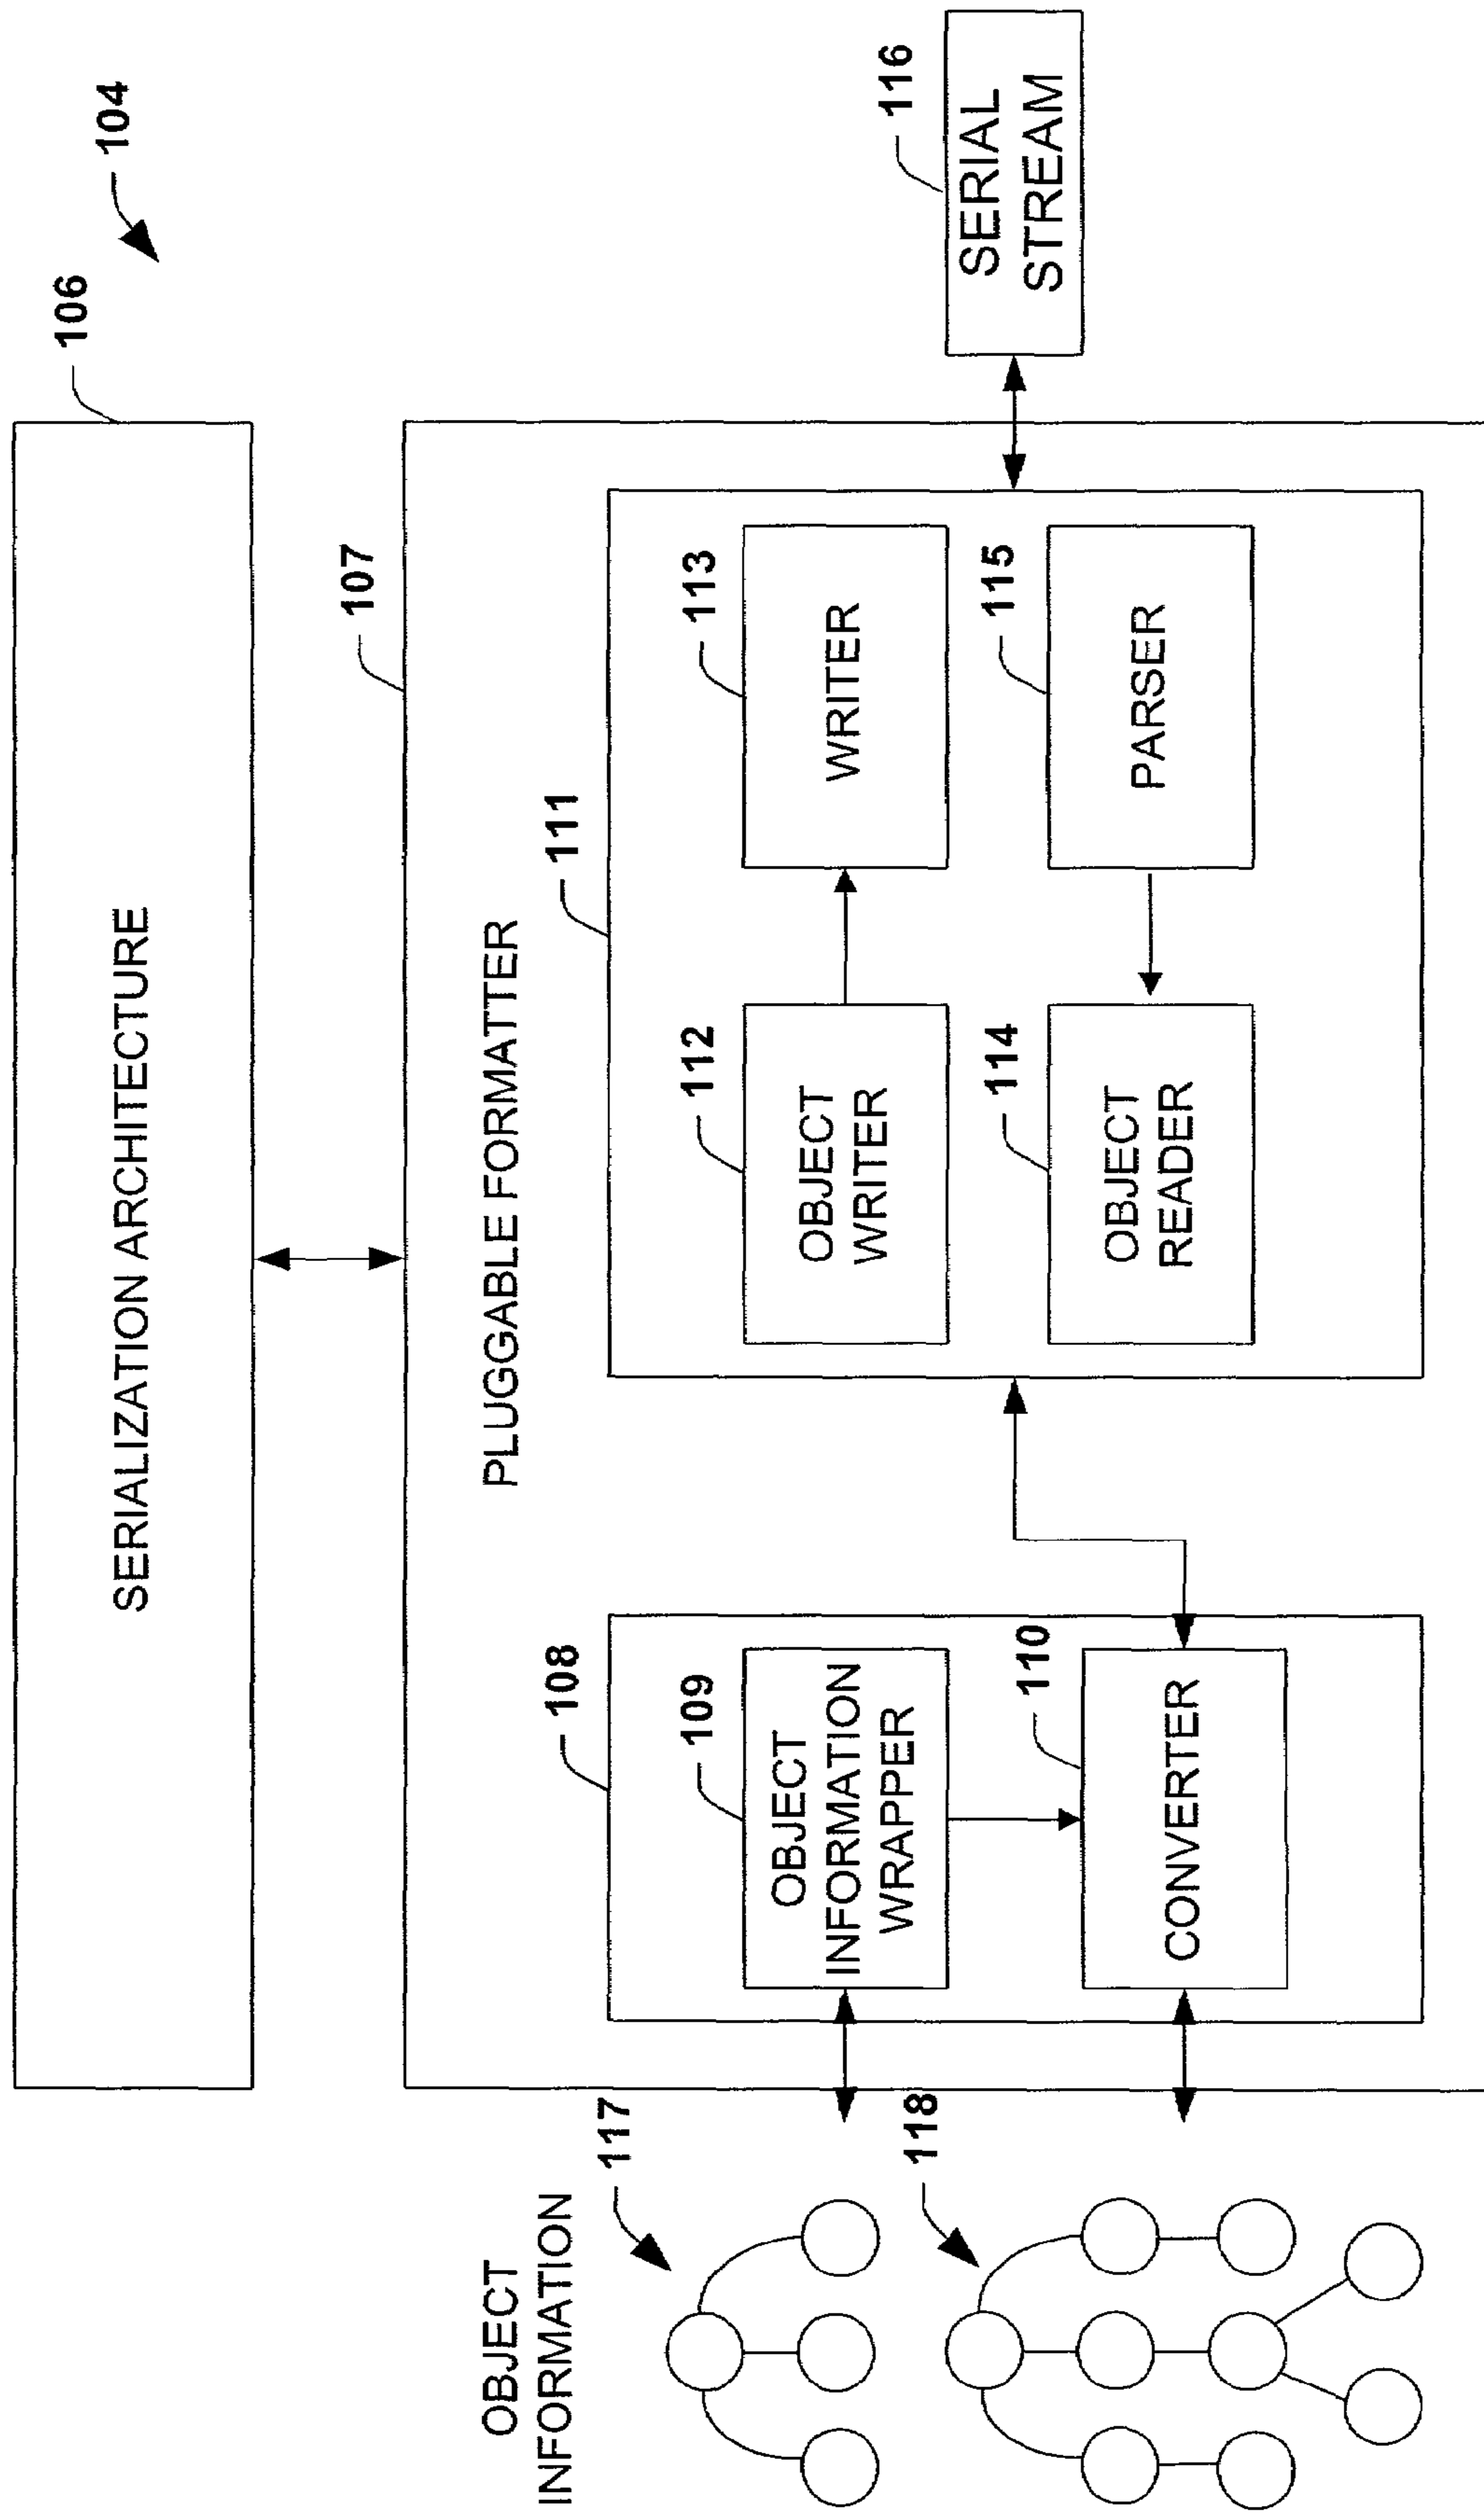 104
106
SERIALIZATION ARCHITECTURE
107
PLUGGABLE FORMATTER
OBJECT
INFORMATION
117
118
108
109
OBJECT
INFORMATION
WRAPPER
110
CONVERTER
111
112
OBJECT
WRITER
113
WRITER
114
OBJECT
READER
115
PARSER
116
SERIAL
STREAM